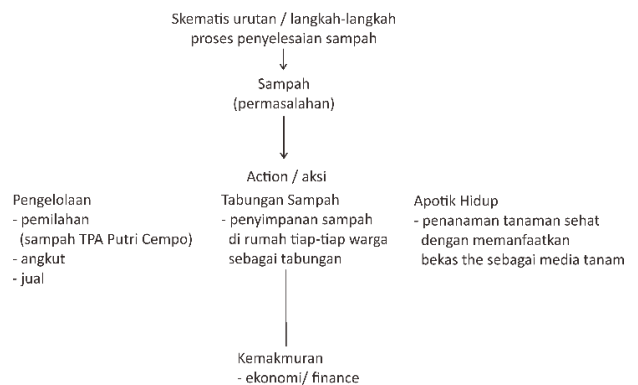 Skematis urutan / langkah-langkah
proses penyelesaian sampah
Sampah
(permasalahan)
Action / aksi
Pengelolaan
- pemilahan
(sampah TPA Putri Cempo)
- angkut
- jual
Tabungan Sampah
- penyimpanan sampah
di rumah tiap-tiap warga
sebagai tabungan
Apotik Hidup
- penanaman tanaman sehat
dengan memanfaatkan
bekas the sebagai media tanam
Kemakmuran
- ekonomi/ finance